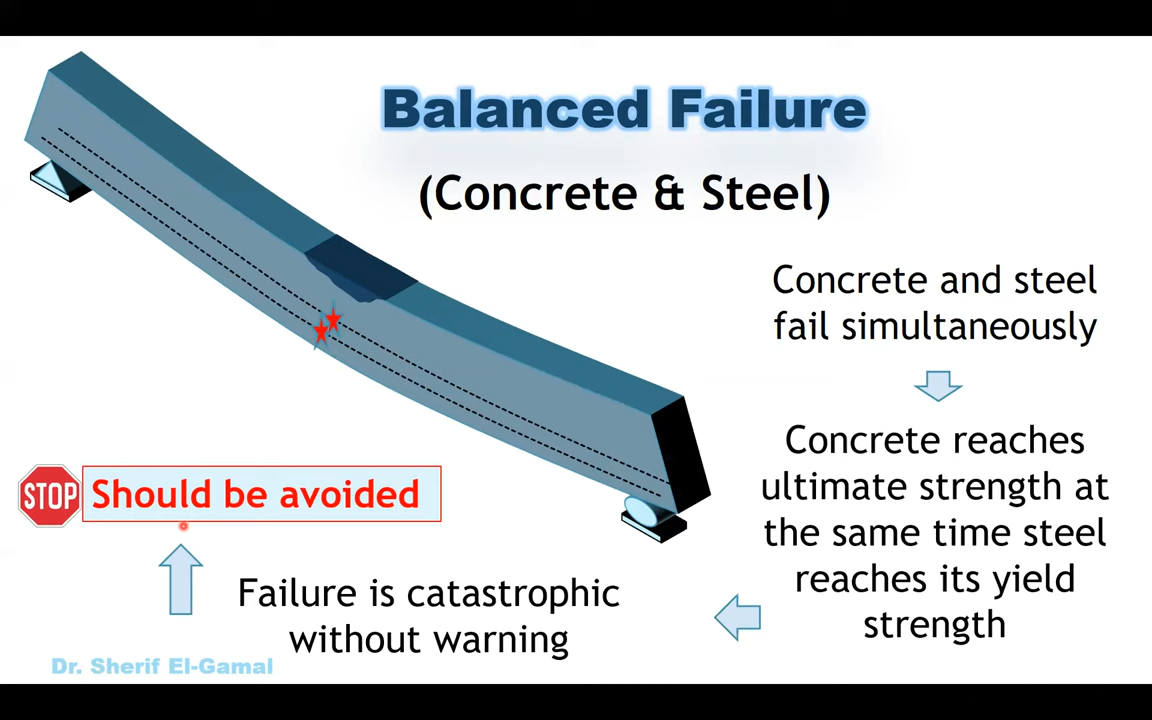 Balanced Failure
(Concrete & Steel)
Concrete and steel
fail simultaneously
Concrete reaches
ultimate strength at
the same time steel
reaches its yield
strength
Failure is catastrophic
without warning
STOP
Should be avoided
Dr. Sherif El-Gamal